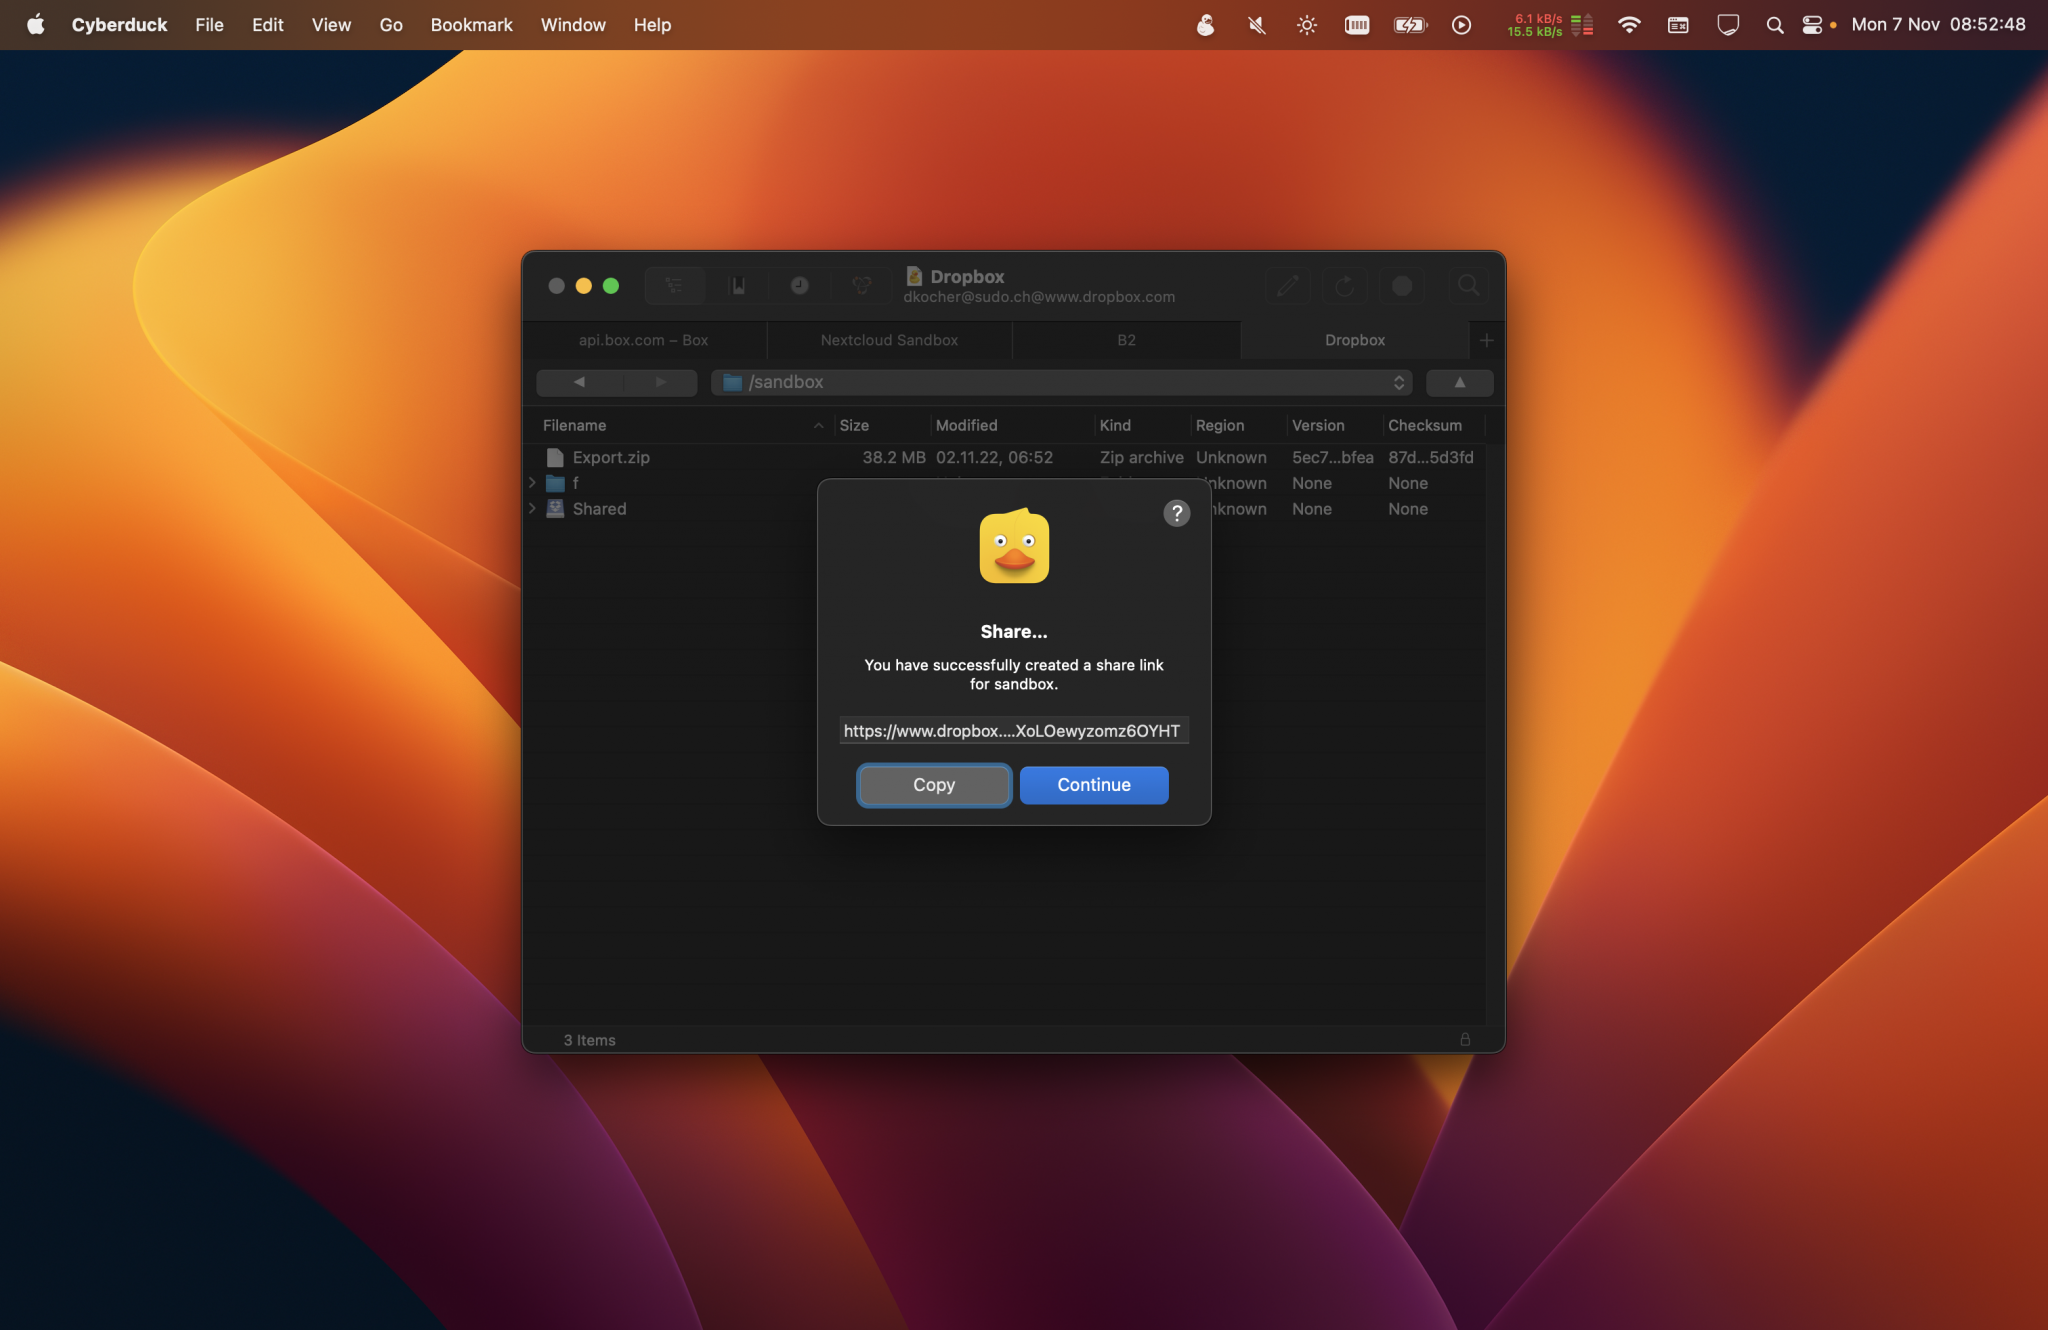 Cyberduck File Edit View Go Bookmark Window Help
6.1 kB/s
15.5 kB/s
Mon 7 Nov 08:52:48
Dropbox
dkocher@sudo.ch@www.dropbox.com
api.box.com – Box Nextcloud Sandbox B2 Dropbox
/sandbox
Filename Size Modified Kind Region Version Checksum
Export.zip 38.2 MB 02.11.22, 06:52 Zip archive Unknown 5ec7...bfea 87d...5d3fd
f nknown None None
Shared nknown None None
?
Share...
You have successfully created a share link
for sandbox.
https://www.dropbox....XoLOewyzomz6OYHT
Copy Continue
3 Items